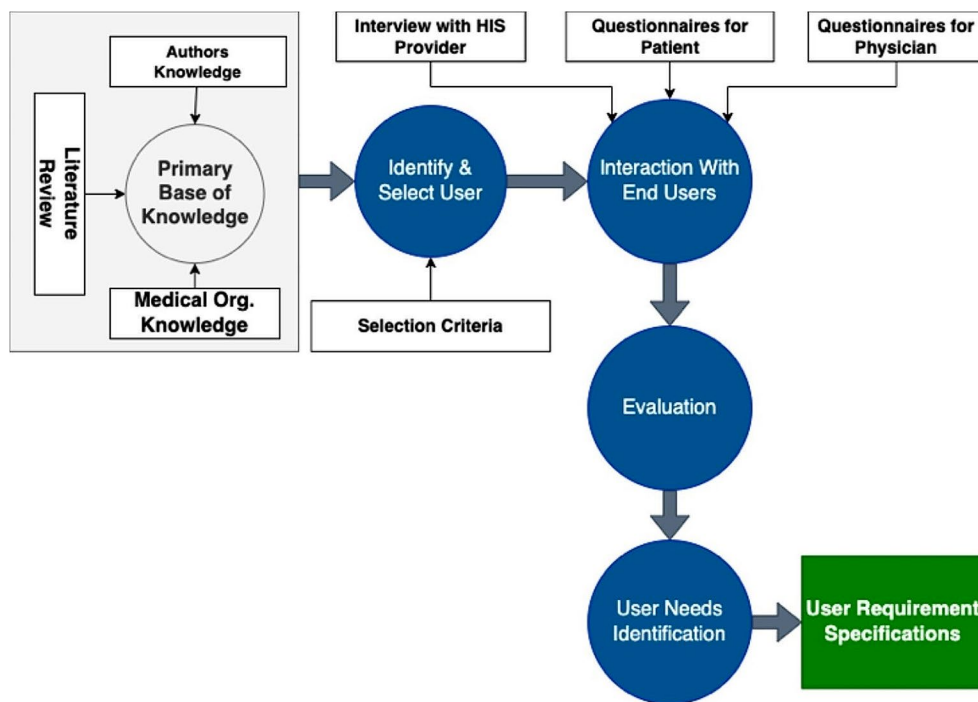 Authors
Knowledge
Interview with HIS
Provider
Questionnaires for
Patient
Questionnaires for
Physician
Literature
Review
Primary
Base of
Knowledge
Identify &
Select User
Interaction With
End Users
Medical Org.
Knowledge
Selection Criteria
Evaluation
User Needs
Identification
User Requirement
Specifications